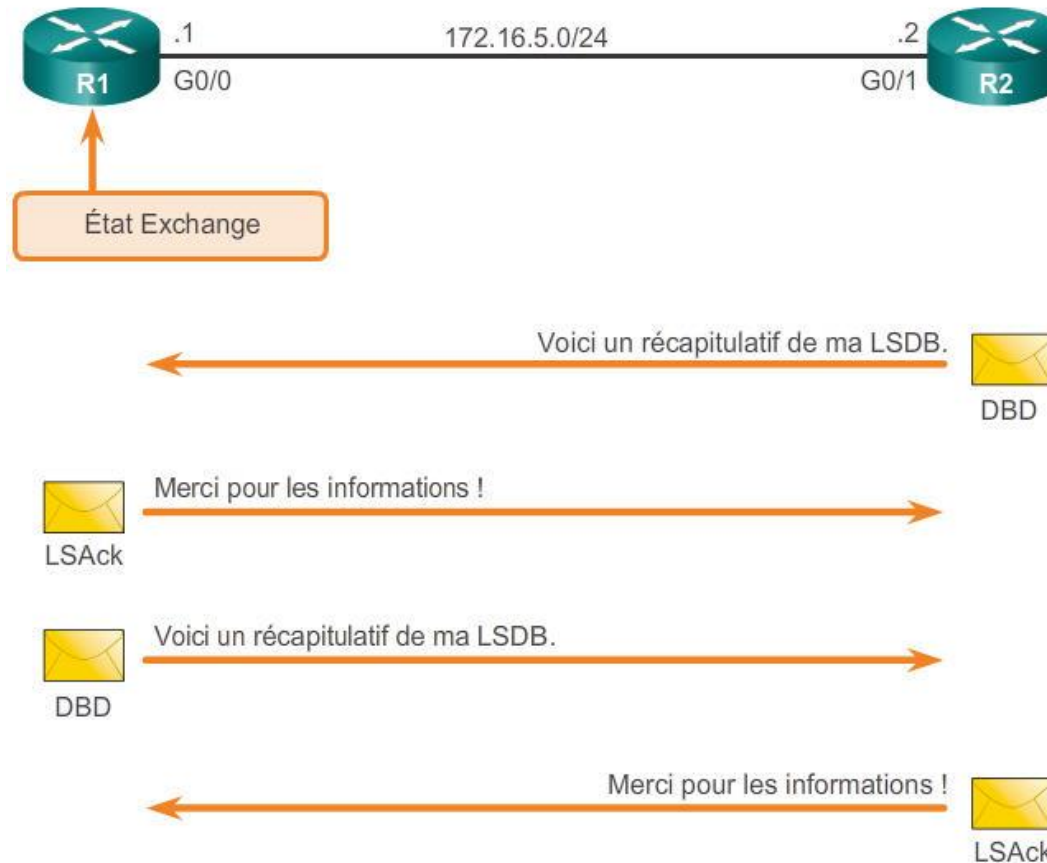 .1 172.16.5.0/24 .2
R1 G0/0 G0/1 R2
État Exchange
Voici un récapitulatif de ma LSDB.
DBD
Merci pour les informations !
LSAck
Voici un récapitulatif de ma LSDB.
DBD
Merci pour les informations !
LSAck